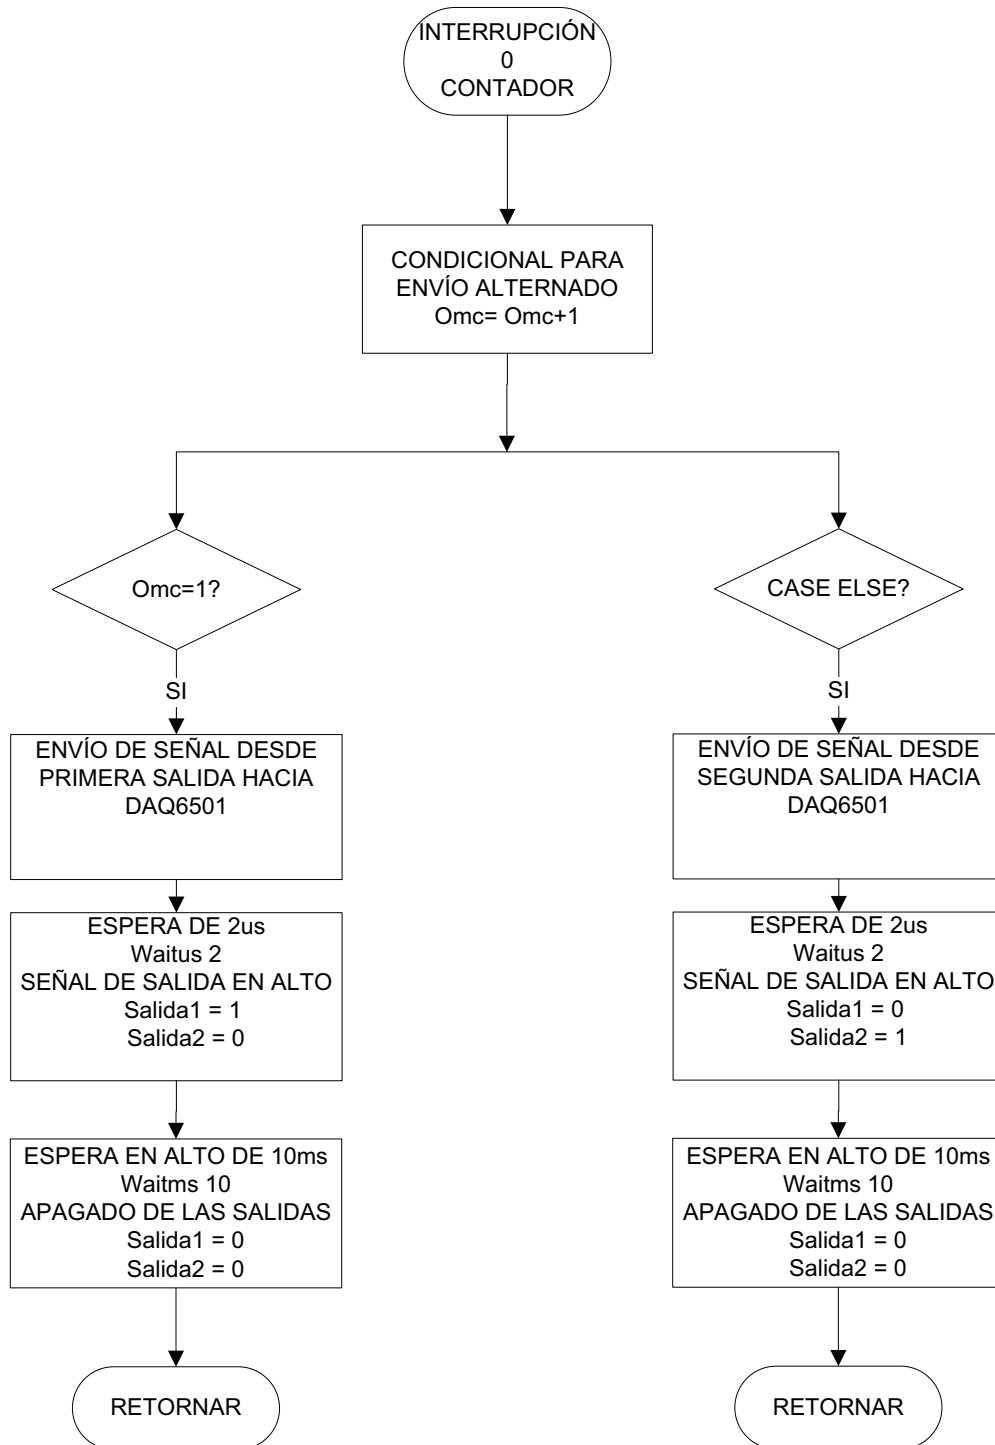 INTERRUPCIÓN
0
CONTADOR
CONDICIONAL PARA
ENVÍO ALTERNADO
Omc= Omc+1
Omc=1?
SI
ENVÍO DE SEÑAL DESDE
PRIMERA SALIDA HACIA
DAQ6501
ESPERA DE 2us
Waitus 2
SEÑAL DE SALIDA EN ALTO
Salida1 = 1
Salida2 = 0
ESPERA EN ALTO DE 10ms
Waitms 10
APAGADO DE LAS SALIDAS
Salida1 = 0
Salida2 = 0
RETORNAR
CASE ELSE?
SI
ENVÍO DE SEÑAL DESDE
SEGUNDA SALIDA HACIA
DAQ6501
ESPERA DE 2us
Waitus 2
SEÑAL DE SALIDA EN ALTO
Salida1 = 0
Salida2 = 1
ESPERA EN ALTO DE 10ms
Waitms 10
APAGADO DE LAS SALIDAS
Salida1 = 0
Salida2 = 0
RETORNAR